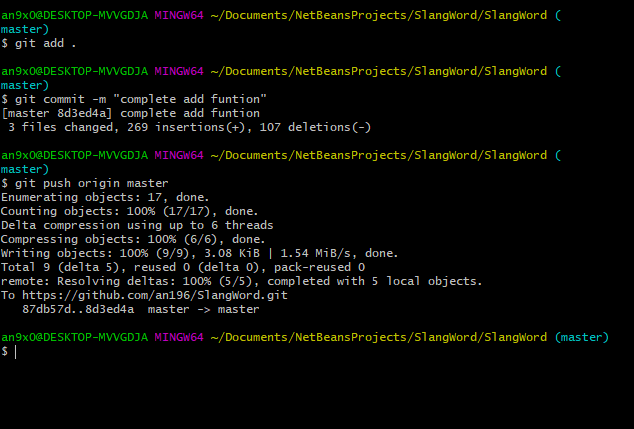 an9xO@DESKTOP-MVVGDJA MINGW64 ~/Documents/NetBeansProjects/SlangWord/SlangWord (
master)
$ git add .
an9xO@DESKTOP-MVVGDJA MINGW64 ~/Documents/NetBeansProjects/SlangWord/SlangWord (
master)
$ git commit -m "complete add funtion"
[master 8d3ed4a] complete add funtion
 3 files changed, 269 insertions(+), 107 deletions(-)
an9xO@DESKTOP-MVVGDJA MINGW64 ~/Documents/NetBeansProjects/SlangWord/SlangWord (
master)
$ git push origin master
Enumerating objects: 17, done.
Counting objects: 100% (17/17), done.
Delta compression using up to 6 threads
Compressing objects: 100% (6/6), done.
Writing objects: 100% (9/9), 3.08 KiB | 1.54 MiB/s, done.
Total 9 (delta 5), reused 0 (delta 0), pack-reused 0
remote: Resolving deltas: 100% (5/5), completed with 5 local objects.
To https://github.com/an196/SlangWord.git
   87db57d..8d3ed4a  master -> master
an9xO@DESKTOP-MVVGDJA MINGW64 ~/Documents/NetBeansProjects/SlangWord/SlangWord (master)
$